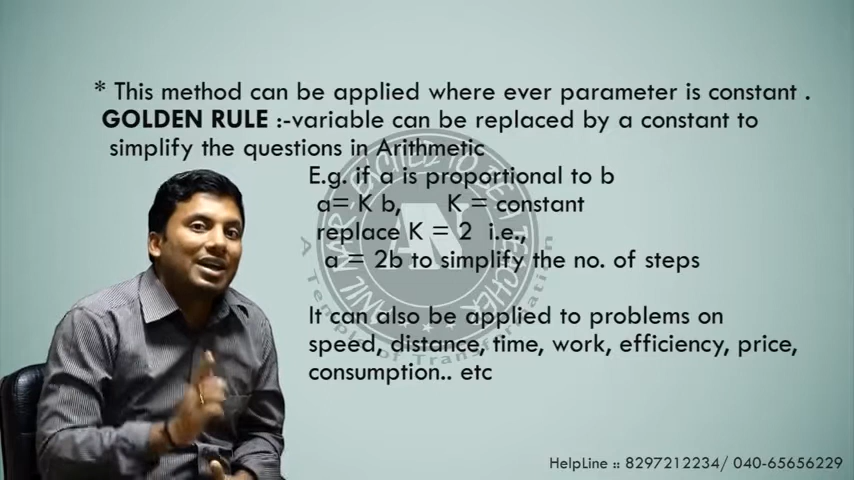 * This method can be applied where ever parameter is constant .
GOLDEN RULE :-variable can be replaced by a constant to
simplify the questions in Arithmetic
E.g. if a is proportional to b
a= K b, K = constant
replace K = 2 i.e.,
a = 2b to simplify the no. of steps
It can also be applied to problems on
speed, distance, time, work, efficiency, price,
consumption.. etc
HelpLine :: 8297212234/ 040-65656229